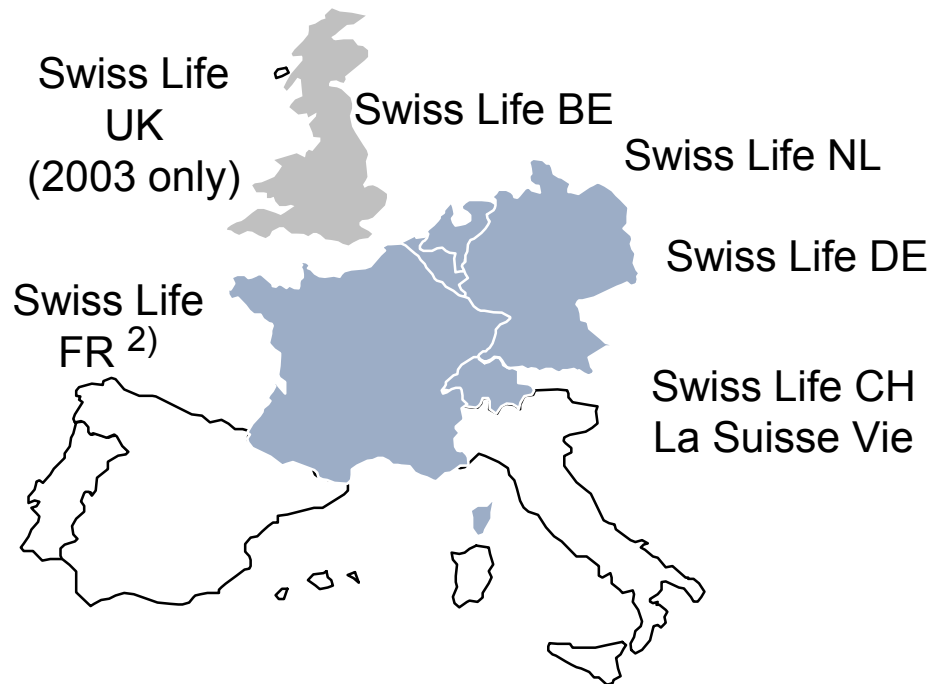 Swiss Life
UK
(2003 only)
Swiss Life BE
Swiss Life NL
Swiss Life DE
Swiss Life
FR 2)
Swiss Life CH
La Suisse Vie